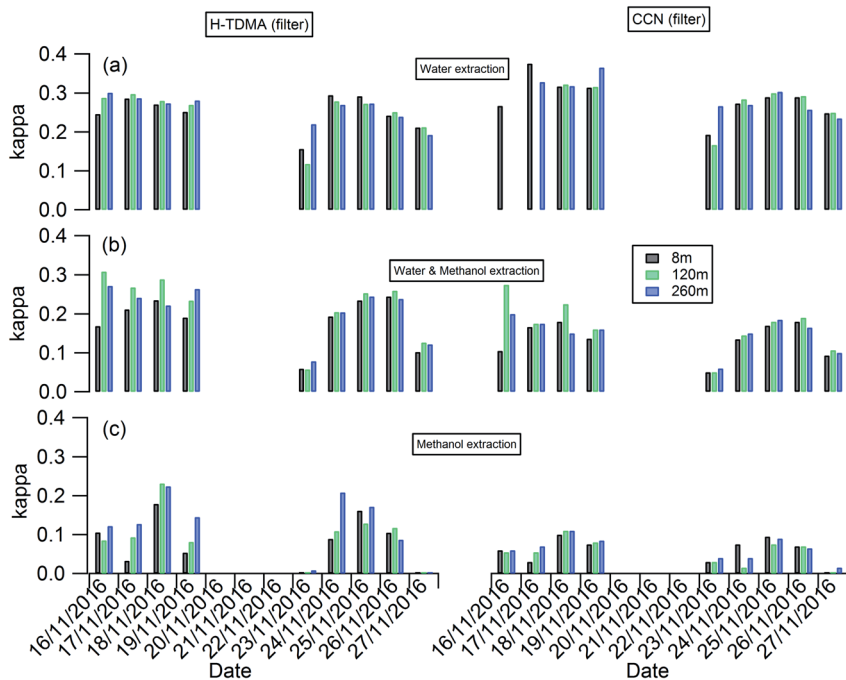 H-TDMA (filter)
CCN (filter)
(a)
Water extraction
kappa
0.4
0.3
0.2
0.1
0.0
(b)
Water & Methanol extraction
8m
120m
260m
kappa
0.4
0.3
0.2
0.1
0.0
(c)
Methanol extraction
kappa
0.4
0.3
0.2
0.1
0.0
16/11/2016
17/11/2016
18/11/2016
19/11/2016
20/11/2016
21/11/2016
22/11/2016
23/11/2016
24/11/2016
25/11/2016
26/11/2016
27/11/2016
16/11/2016
17/11/2016
18/11/2016
19/11/2016
20/11/2016
21/11/2016
22/11/2016
23/11/2016
24/11/2016
25/11/2016
26/11/2016
27/11/2016
Date
Date